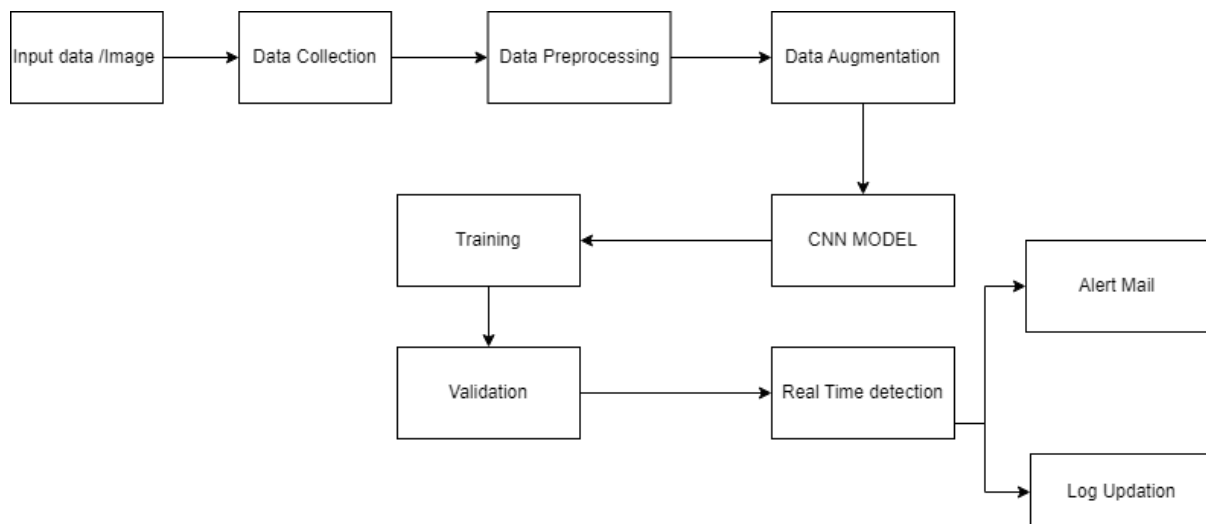 Input data /Image
Data Collection
Data Preprocessing
Data Augmentation
Training
CNN MODEL
Alert Mail
Validation
Real Time detection
Log Updation